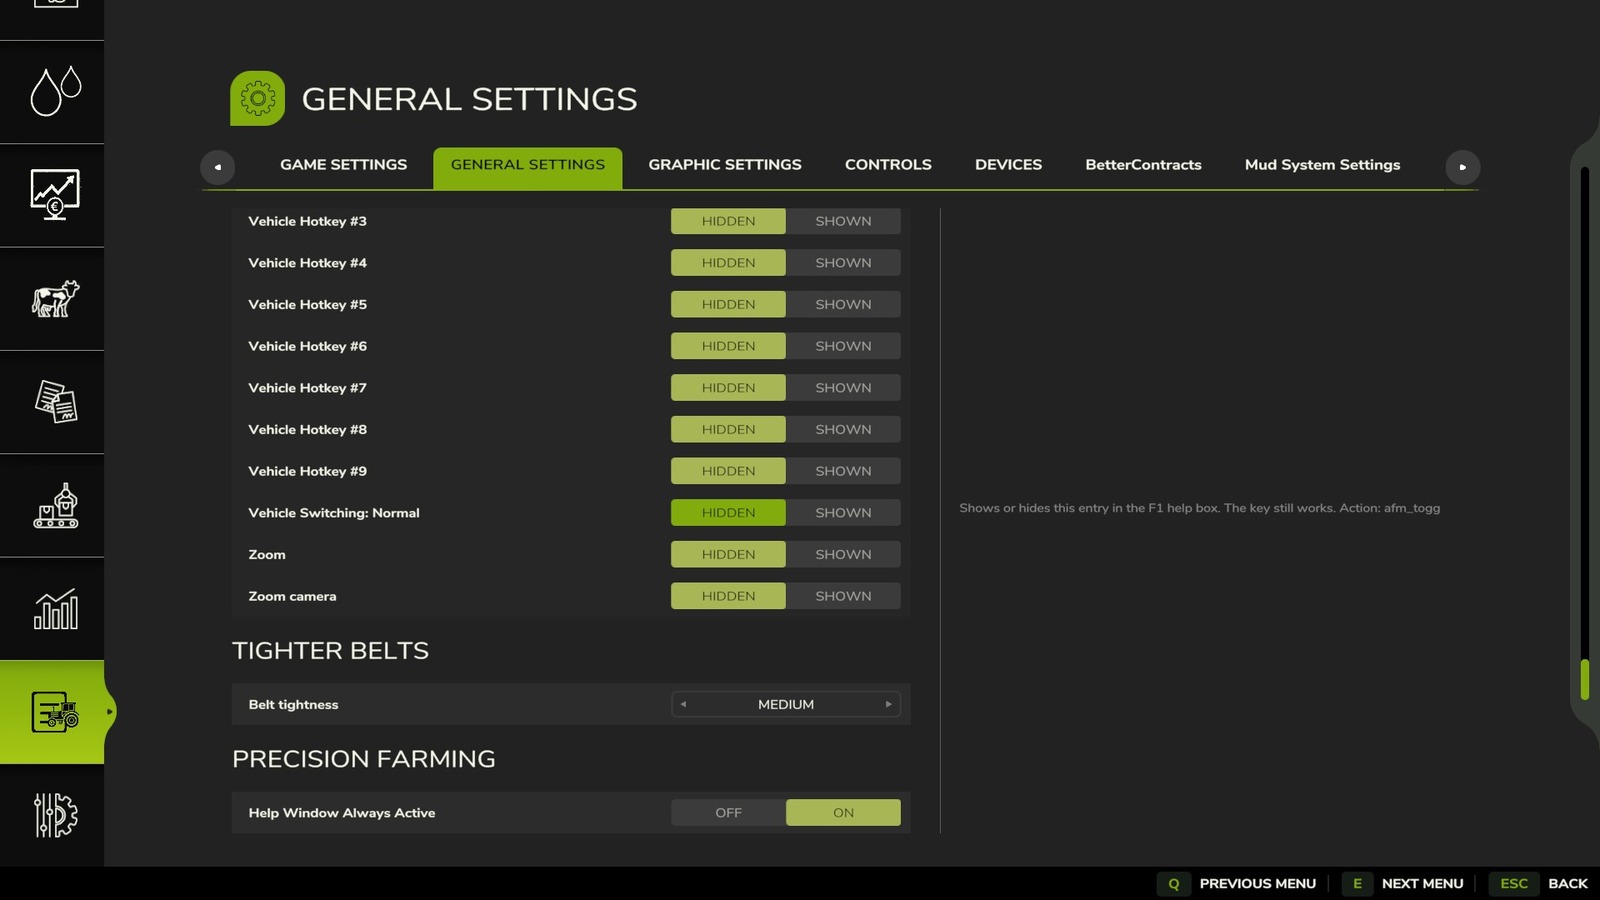 GENERAL SETTINGS
GAME SETTINGS GENERAL SETTINGS GRAPHIC SETTINGS CONTROLS DEVICES BetterContracts Mud System Settings
Vehicle Hotkey #3 HIDDEN SHOWN
Vehicle Hotkey #4 HIDDEN SHOWN
Vehicle Hotkey #5 HIDDEN SHOWN
Vehicle Hotkey #6 HIDDEN SHOWN
Vehicle Hotkey #7 HIDDEN SHOWN
Vehicle Hotkey #8 HIDDEN SHOWN
Vehicle Hotkey #9 HIDDEN SHOWN
Vehicle Switching: Normal HIDDEN SHOWN
Zoom HIDDEN SHOWN
Zoom camera HIDDEN SHOWN
TIGHTER BELTS
Belt tightness MEDIUM
PRECISION FARMING
Help Window Always Active OFF ON
Shows or hides this entry in the F1 help box. The key still works. Action: afm_togg
Q PREVIOUS MENU E NEXT MENU ESC BACK